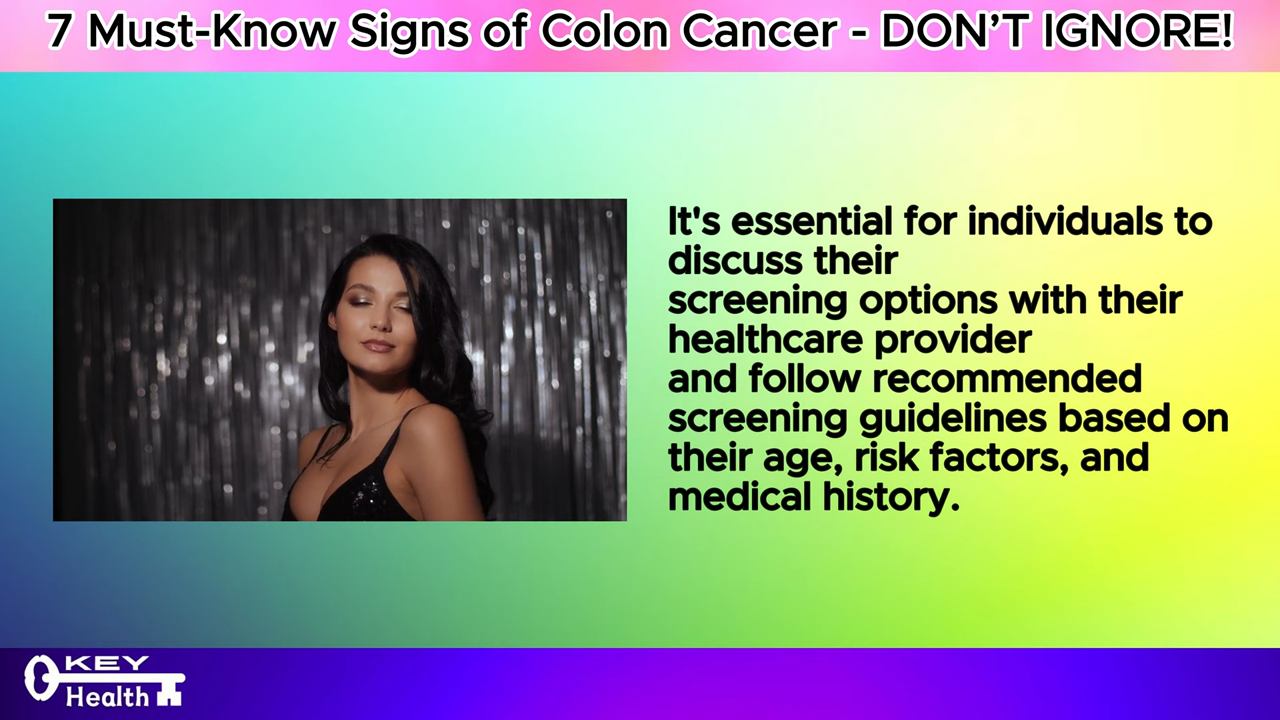 7 Must-Know Signs of Colon Cancer - DON’T IGNORE!
It's essential for individuals to
discuss their
screening options with their
healthcare provider
and follow recommended
screening guidelines based on
their age, risk factors, and
medical history.
KEY
Health